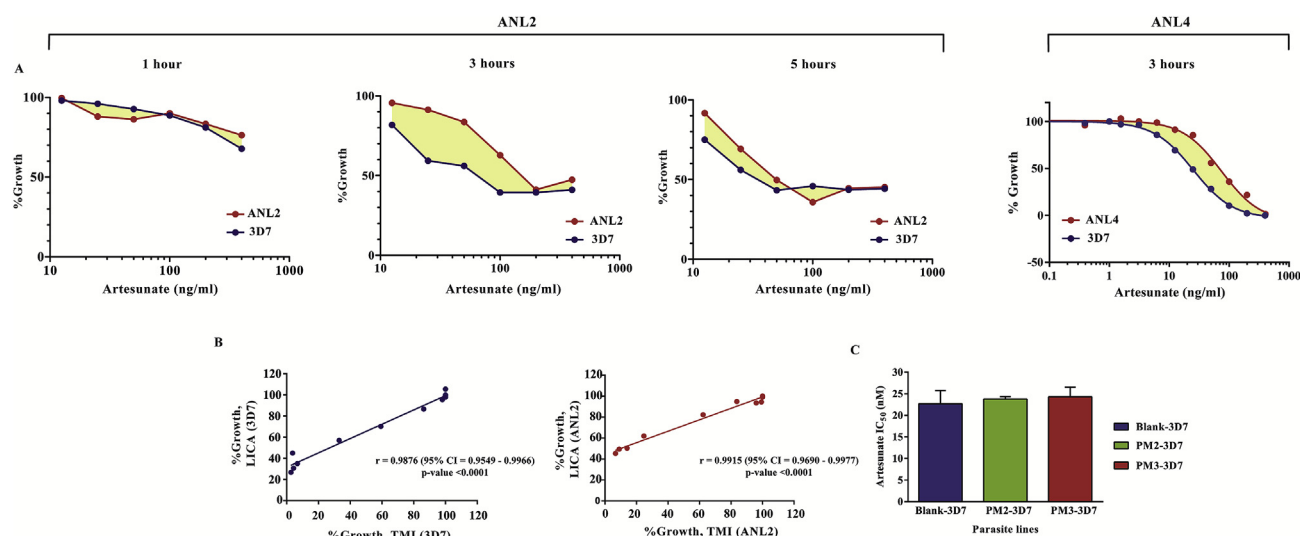 ANL2
ANL4
A
1 hour
3 hours
5 hours
3 hours
100
50
0
%Growth
ANL2
3D7
10
100
1000
Artesunate (ng/ml)
100
50
0
%Growth
ANL2
3D7
10
100
1000
Artesunate (ng/ml)
100
50
0
%Growth
ANL2
3D7
10
100
1000
Artesunate (ng/ml)
100
50
0
-50
% Growth
ANL4
3D7
0.1
1
10
100
1000
Artesunate (ng/ml)
B
120
100
80
60
40
20
0
%Growth,
LICA (3D7)
r = 0.9876 (95% CI = 0.9549 - 0.9966)
p-value <0.0001
0 20 40 60 80 100 120
%Growth, TMI (3D7)
120
100
80
60
40
20
0
%Growth,
LICA (ANL2)
r = 0.9915 (95% CI = 0.9690 - 0.9977)
p-value <0.0001
0 20 40 60 80 100 120
%Growth, TMI (ANL2)
C
30
25
20
15
10
5
0
Artesunate IC50 (nM)
Blank-3D7
PM2-3D7
PM3-3D7
Blank-3D7 PM2-3D7 PM3-3D7
Parasite lines